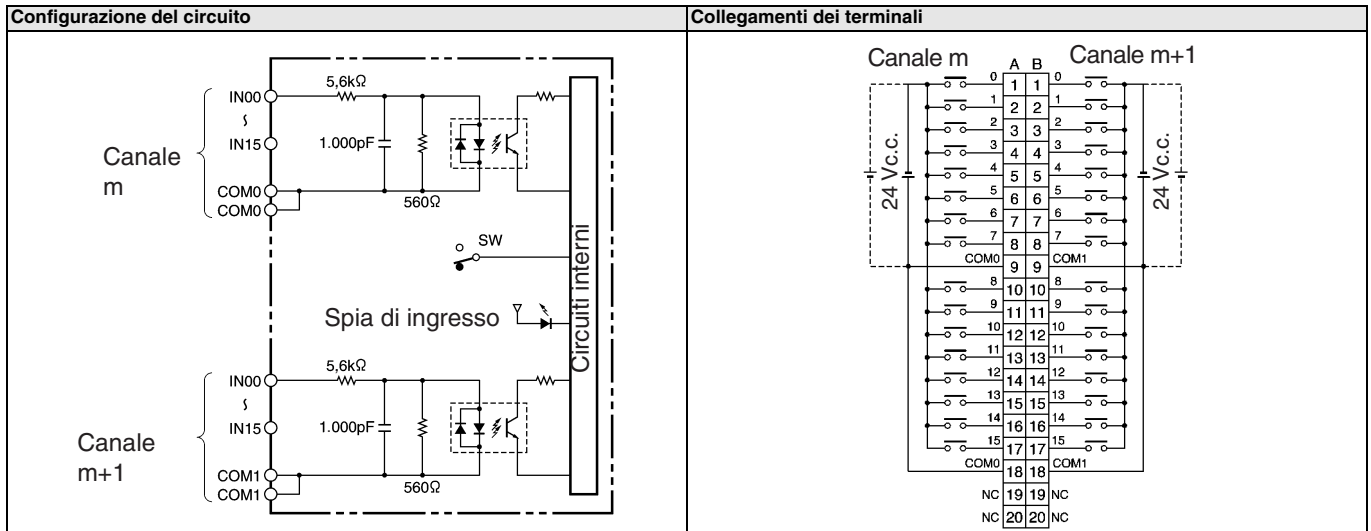 Configurazione del circuito
Collegamenti dei terminali
5,6kΩ
IN00
IN15
1.000pF
Canale
m
COM0
COM0
560Ω
SW
Spia di ingresso
Circuiti interni
5,6kΩ
IN00
IN15
1.000pF
Canale
m+1
COM1
COM1
560Ω
Canale m
Canale m+1
A B
0 1 1 0
1 2 2 1
2 3 3 2
3 4 4 3
4 5 5 4
5 6 6 5
6 7 7 6
7 8 8 7
COM0 9 9 COM1
8 10 10 8
9 11 11 9
10 12 12 10
11 13 13 11
12 14 14 12
13 15 15 13
14 16 16 14
15 17 17 15
COM0 18 18 COM1
NC 19 19 NC
NC 20 20 NC
24 Vc.c.
24 Vc.c.